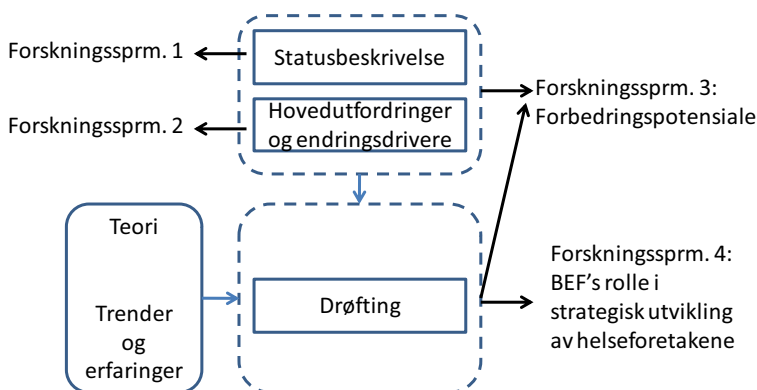 Forskningssprm. 1
Statusbeskrivelse
Forskningssprm. 2
Hovedutfordringer
og endringsdrivere
Forskningssprm. 3:
Forbedringspotensiale
Teori
Trender
og
erfaringer
Drøfting
Forskningssprm. 4:
BEF's rolle i
strategisk utvikling
av helseforetakene